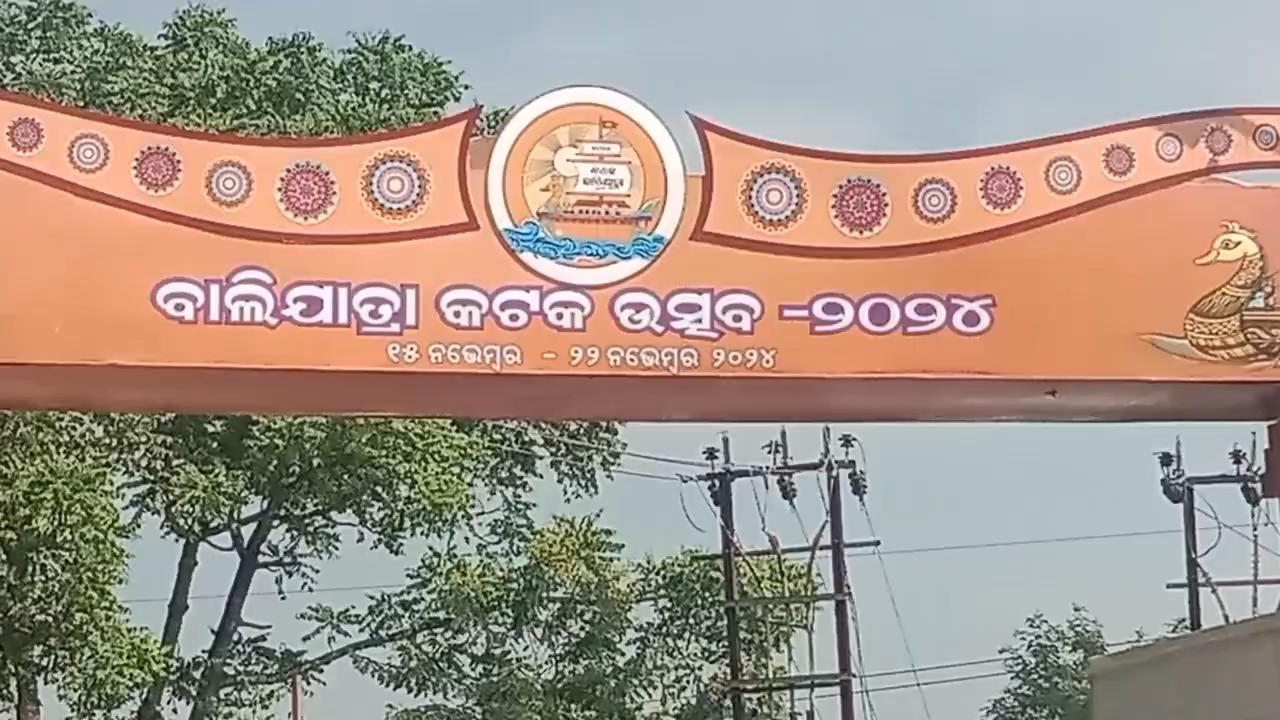 ବାଲିଯାତ୍ରା କଟକ ଉତ୍ସବ -୨୦୨୪
୧୫ ନଭେମ୍ବର - ୨୨ ନଭେମ୍ବର ୨୦୨୪